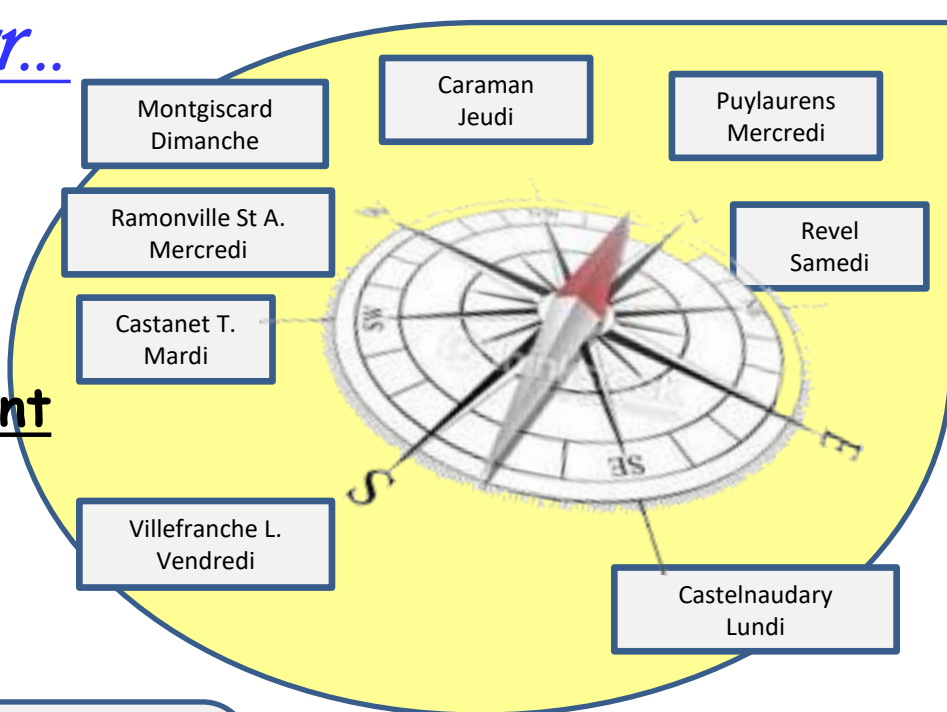 r...
Montgiscard
Dimanche
Caraman
Jeudi
Puylaurens
Mercredi
Ramonville St A.
Mercredi
Revel
Samedi
Castanet T.
Mardi
SW
nt
E
SE
S
Villefranche L.
Vendredi
Castelnaudary
Lundi